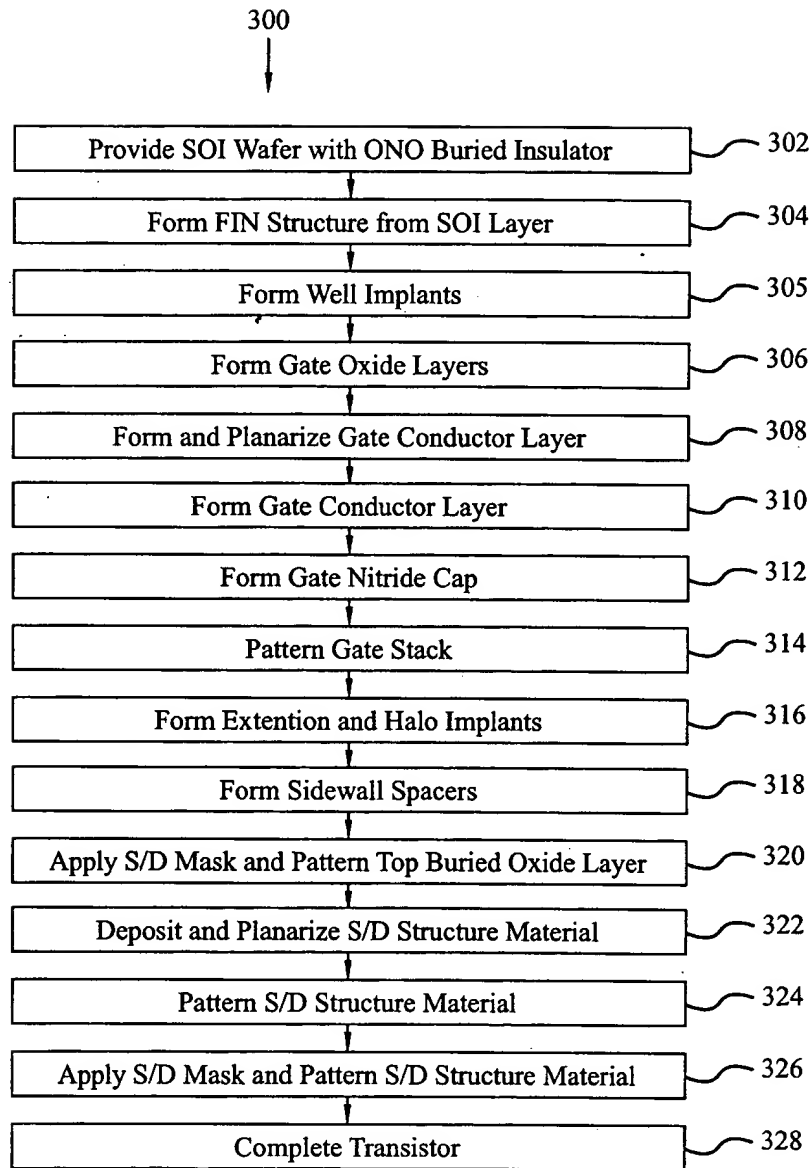 300
Provide SOI Wafer with ONO Buried Insulator 302
Form FIN Structure from SOI Layer 304
Form Well Implants 305
Form Gate Oxide Layers 306
Form and Planarize Gate Conductor Layer 308
Form Gate Conductor Layer 310
Form Gate Nitride Cap 312
Pattern Gate Stack 314
Form Extention and Halo Implants 316
Form Sidewall Spacers 318
Apply S/D Mask and Pattern Top Buried Oxide Layer 320
Deposit and Planarize S/D Structure Material 322
Pattern S/D Structure Material 324
Apply S/D Mask and Pattern S/D Structure Material 326
Complete Transistor 328